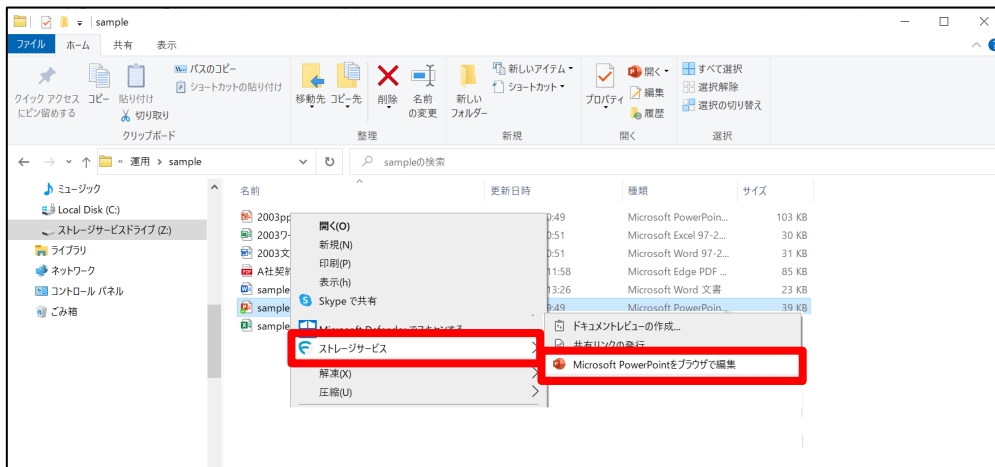 sample
ファイル ホーム 共有 表示
クイック アクセスにピン留めする
コピー
貼り付け
パスのコピー
ショートカットの貼り付け
切り取り
クリップボード
移動先 コピー先 削除 名前の変更
整理
新しいフォルダー
新しいアイテム
ショートカット
新規
プロパティ
開く
編集
履歴
開く
すべて選択
選択解除
選択の切り替え
選択
« 運用 > sample
sampleの検索
ミュージック
Local Disk (C:)
ストレージサービスドライブ (Z:)
ライブラリ
ネットワーク
コントロール パネル
ごみ箱
名前 更新日時 種類 サイズ
2003pp 0:49 Microsoft PowerPoin... 103 KB
2003ワ 0:51 Microsoft Excel 97-2... 30 KB
2003文 0:51 Microsoft Word 97-2... 31 KB
A社契約 11:58 Microsoft Edge PDF ... 85 KB
sample 13:26 Microsoft Word 文書 23 KB
sample 9:49 Microsoft PowerPoin... 39 KB
sample
開く(O)
新規(N)
印刷(P)
表示(h)
Skype で共有
Microsoft Defenderでスキャンする
ストレージサービス
解凍(X)
圧縮(U)
ドキュメントレビューの作成...
共有リンクの発行
Microsoft PowerPointをブラウザで編集